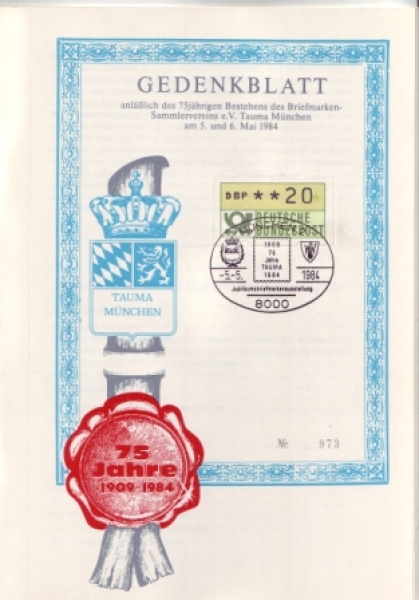 GEDENKBLATT
anläßlich des 75jährigen Bestehens des Briefmarken-
Sammlervereins e.V. Tauma München
am 5. und 6. Mai 1984
DBP **20
DEUTSCHE
BUNDESPOST
1909
75
Jahre
TAUMA
1984
-5.-5.
1984
Jubiläumsbriefmarkenausstellung
8000
TAUMA
MÜNCHEN
№ 973
75
Jahre
1909-1984